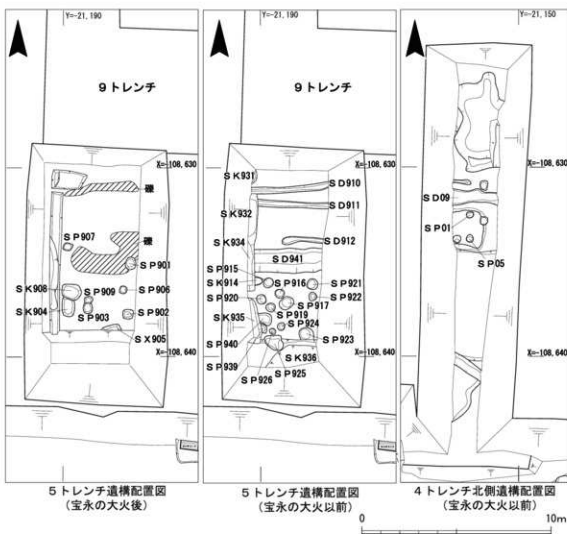 Y=-21,190
9トレンチ
X=-108,630
礫
礫
SP907
SP901
SK908
SP909
SP906
SK904
SP903
SP902
SX905
X=-108,640
5トレンチ遺構配置図
(宝永の大火後)
Y=-21,190
9トレンチ
X=-108,630
SK931
SD910
SK932
SD911
SK934
SD912
SD941
SP915
SK914
SP916
SP921
SP920
SP922
SP917
SK935
SP919
SP924
SP940
SP923
SP939
SK936
SP926
SP925
X=-108,640
5トレンチ遺構配置図
(宝永の大火以前)
Y=-21,150
X=-108,630
SD09
SP01
SP05
X=-108,640
4トレンチ北側遺構配置図
(宝永の大火以前)
0
10m